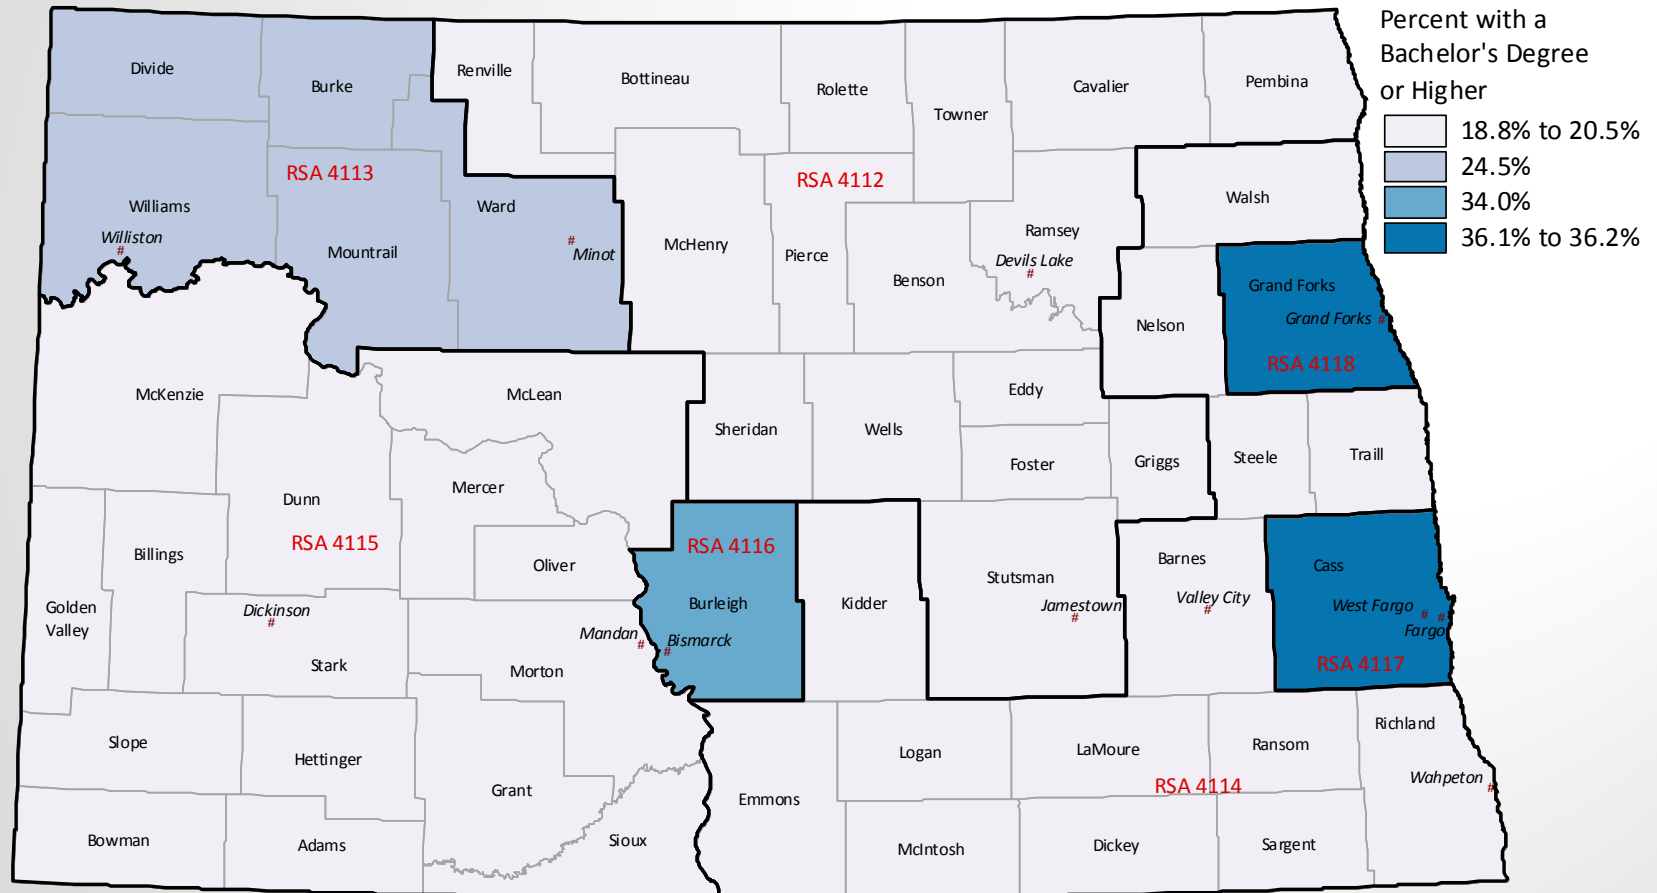 Percent with a
Bachelor's Degree
or Higher
18.8% to 20.5%
24.5%
34.0%
36.1% to 36.2%
Divide
Burke
Renville
Bottineau
Rolette
Towner
Cavalier
Pembina
RSA 4113
RSA 4112
Williams
Williston
#
Mountrail
Ward
#
Minot
McHenry
Pierce
Benson
Ramsey
Devils Lake
#
Walsh
Nelson
Grand Forks
Grand Forks #
RSA 4118
McKenzie
McLean
Sheridan
Wells
Eddy
Foster
Griggs
Steele
Traill
Dunn
Mercer
RSA 4115
RSA 4116
Billings
Oliver
Golden
Valley
Dickinson
#
Stark
Mandan
#
Morton
Burleigh
Bismarck
#
Kidder
Stutsman
Jamestown
#
Barnes
Valley City
#
Cass
West Fargo #
#
Fargo
RSA 4117
Slope
Hettinger
Grant
Bowman
Adams
Sioux
Emmons
Logan
LaMoure
Ransom
Richland
RSA 4114
Wahpeton
#
McIntosh
Dickey
Sargent